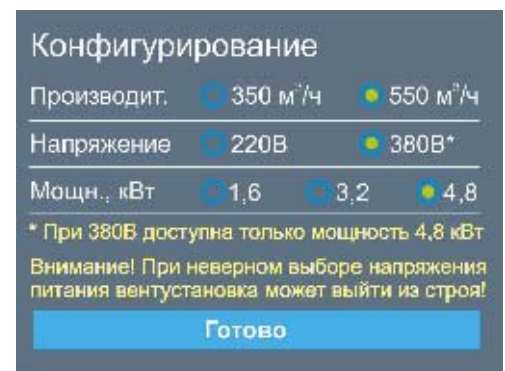 Конфигурирование
Производит. 350 м³/ч 550 м³/ч
Напряжение 220В 380В*
Мощн., кВт 1,6 3,2 4,8
* При 380В доступна только мощность 4,8 кВт
Внимание! При неверном выборе напряжения
питания вентустановка может выйти из строя!
Готово